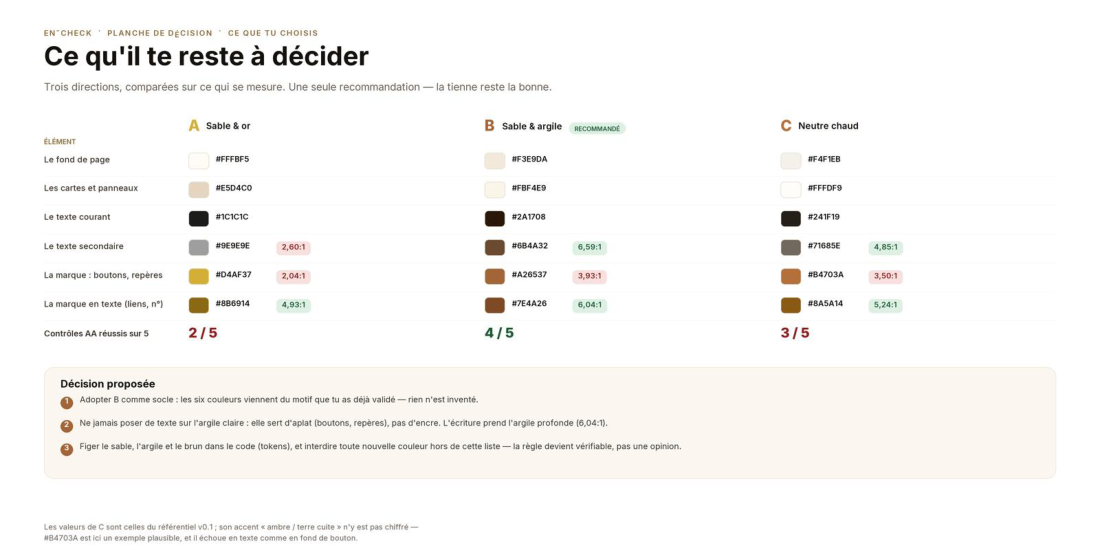 EN˘CHECK ˙ PLANCHE DE DéCISION ˙ CE QUE TU CHOISIS
Ce qu'il te reste à décider
Trois directions, comparées sur ce qui se mesure. Une seule recommandation — la tienne reste la bonne.
ÉLÉMENT
A Sable & or
B Sable & argile RECOMMANDÉ
C Neutre chaud
Le fond de page #FFFBF5 #F3E9DA #F4F1EB
Les cartes et panneaux #E5D4C0 #FBF4E9 #FFFDF9
Le texte courant #1C1C1C #2A1708 #241F19
Le texte secondaire #9E9E9E 2,60:1 #6B4A32 6,59:1 #71685E 4,85:1
La marque : boutons, repères #D4AF37 2,04:1 #A26537 3,93:1 #B4703A 3,50:1
La marque en texte (liens, n°) #8B6914 4,93:1 #7E4A26 6,04:1 #8A5A14 5,24:1
Contrôles AA réussis sur 5 2 / 5 4 / 5 3 / 5
Décision proposée
1 Adopter B comme socle : les six couleurs viennent du motif que tu as déjà validé — rien n'est inventé.
2 Ne jamais poser de texte sur l'argile claire : elle sert d'aplat (boutons, repères), pas d'encre. L'écriture prend l'argile profonde (6,04:1).
3 Figer le sable, l'argile et le brun dans le code (tokens), et interdire toute nouvelle couleur hors de cette liste — la règle devient vérifiable, pas une opinion.
Les valeurs de C sont celles du référentiel v0.1 ; son accent « ambre / terre cuite » n'y est pas chiffré —
#B4703A est ici un exemple plausible, et il échoue en texte comme en fond de bouton.